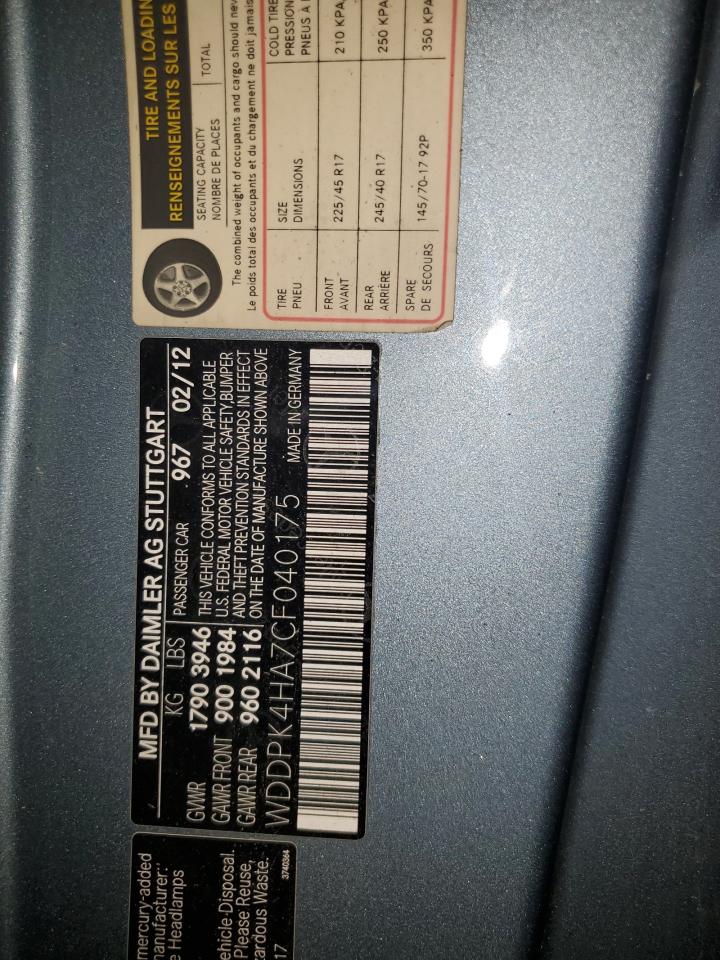 TIRE AND LOADIN
RENSEIGNEMENTS SUR LES
SEATING CAPACITY
NOMBRE DE PLACES
TOTAL
The combined weight of occupants and cargo should nev
Le poids total des occupants et du chargement ne doit jamais
TIRE SIZE COLD TIRE
PNEU DIMENSIONS PRESSION
PNEUS À
FRONT 225/45 R17 210 KPA
AVANT
REAR 245/40 R17 250 KPA
ARRIÈRE
SPARE 145/70-17 92P 350 KPA
DE SECOURS
MFD BY DAIMLER AG STUTTGART
KG LBS PASSENGER CAR 967 02/12
GVWR 1790 3946 THIS VEHICLE CONFORMS TO ALL APPLICABLE
GAWR FRONT 900 1984 U.S. FEDERAL MOTOR VEHICLE SAFETY,BUMPER
GAWR REAR 960 2116 AND THEFT PREVENTION STANDARDS IN EFFECT
ON THE DATE OF MANUFACTURE SHOWN ABOVE
WDDPK4HA7CF040175 MADE IN GERMANY
mercury-added
manufacturer:
e Headlamps
ehicle Disposal.
Please Reuse,
zardous Waste.
17 3740364